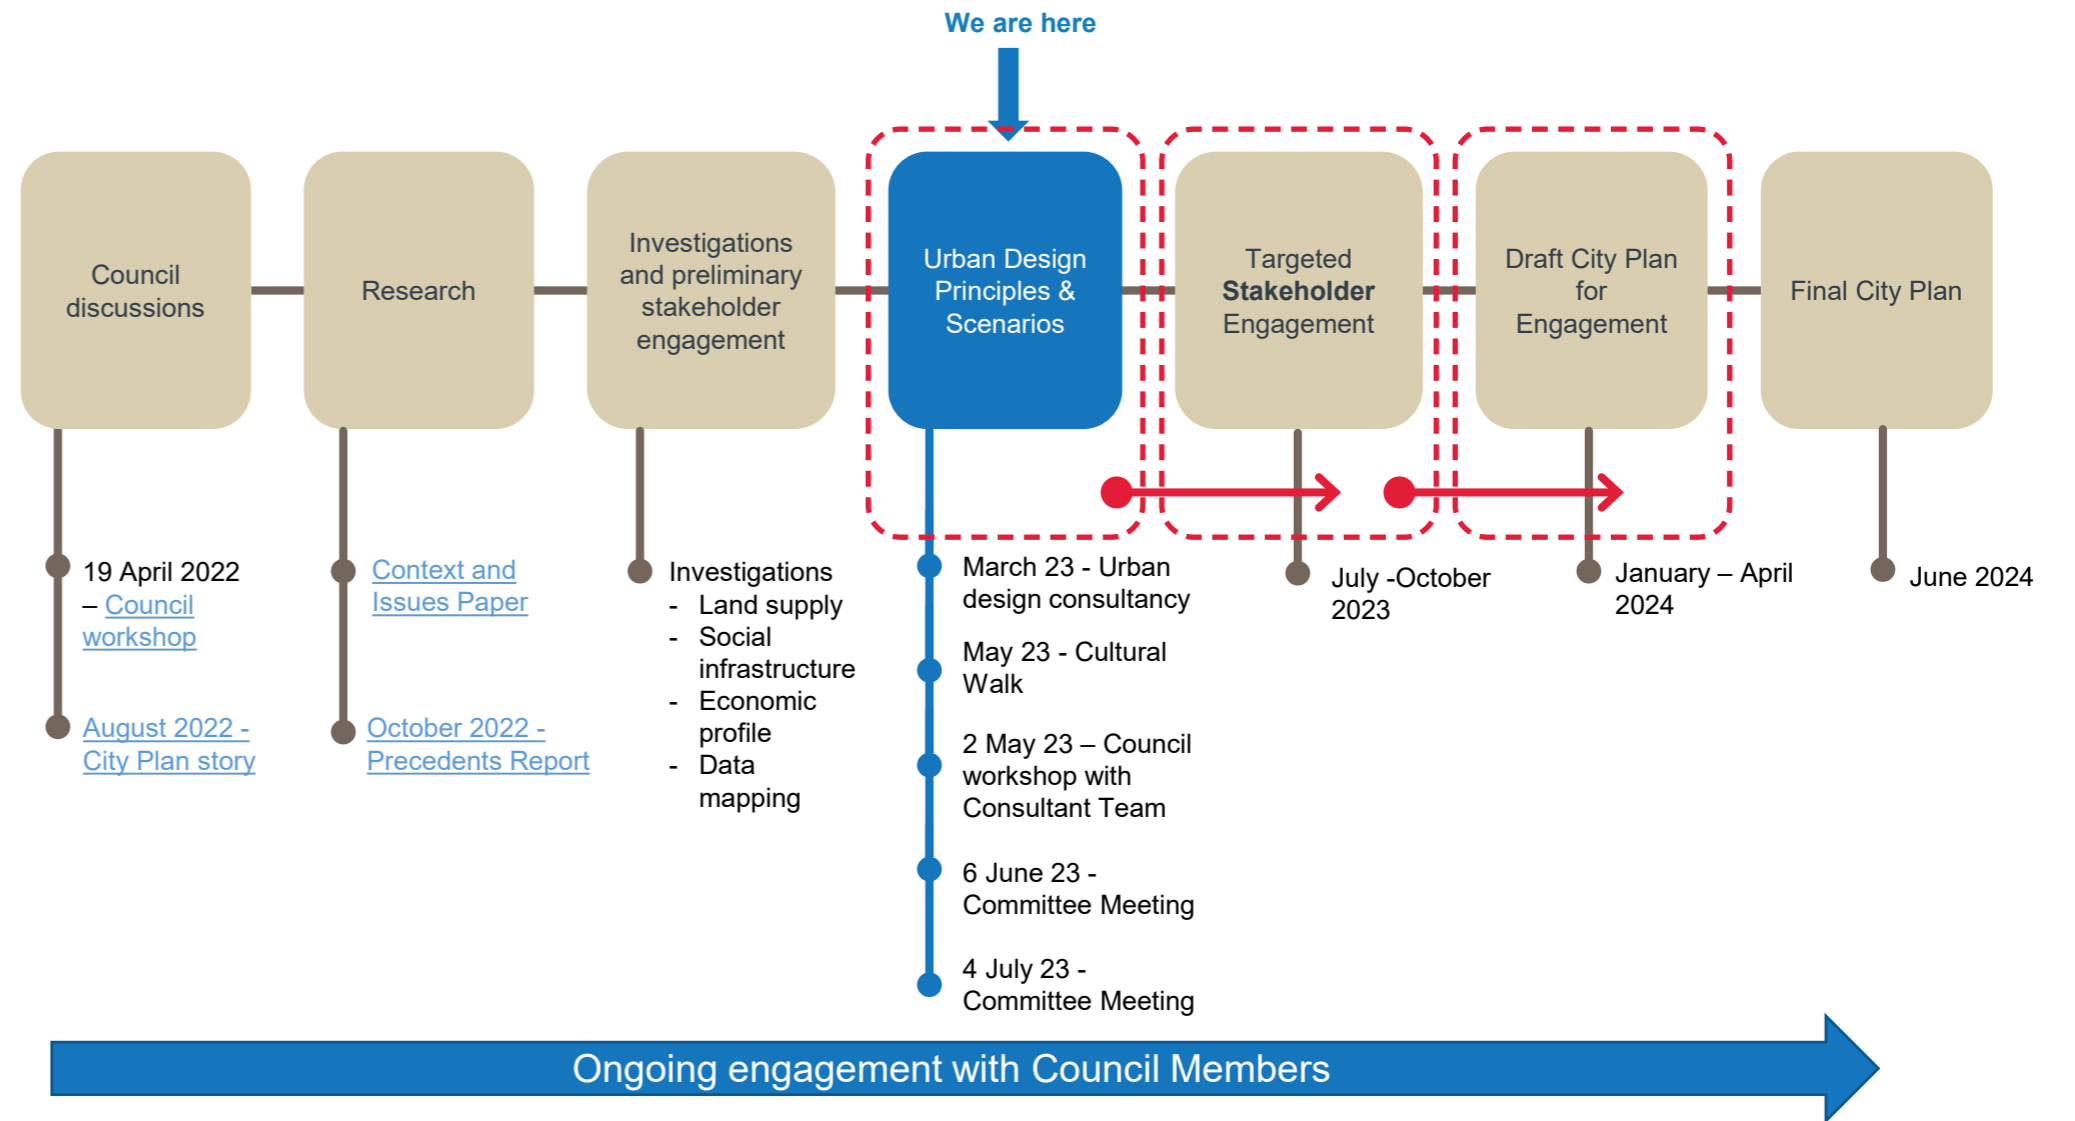 We are here
Council
discussions
Research
Investigations
and preliminary
stakeholder
engagement
Urban Design
Principles &
Scenarios
Targeted
Stakeholder
Engagement
Draft City Plan
for
Engagement
Final City Plan
19 April 2022
– Council
workshop
August 2022 -
City Plan story
Context and
Issues Paper
October 2022 -
Precedents Report
Investigations
- Land supply
- Social
infrastructure
- Economic
profile
- Data
mapping
March 23 - Urban
design consultancy
May 23 - Cultural
Walk
2 May 23 – Council
workshop with
Consultant Team
6 June 23 -
Committee Meeting
4 July 23 -
Committee Meeting
July -October
2023
January – April
2024
June 2024
Ongoing engagement with Council Members